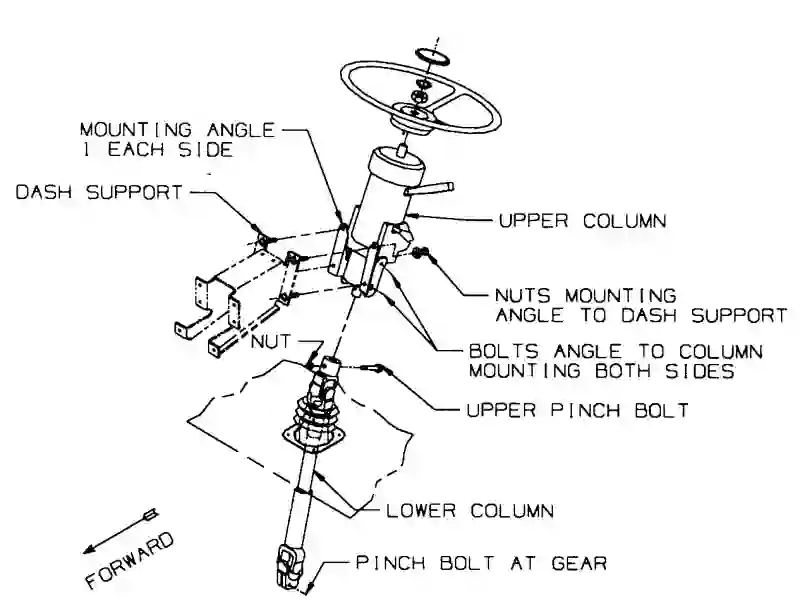 MOUNTING ANGLE
1 EACH SIDE
DASH SUPPORT
UPPER COLUMN
NUTS MOUNTING
ANGLE TO DASH SUPPORT
NUT
BOLTS ANGLE TO COLUMN
MOUNTING BOTH SIDES
UPPER PINCH BOLT
LOWER COLUMN
FORWARD
PINCH BOLT AT GEAR